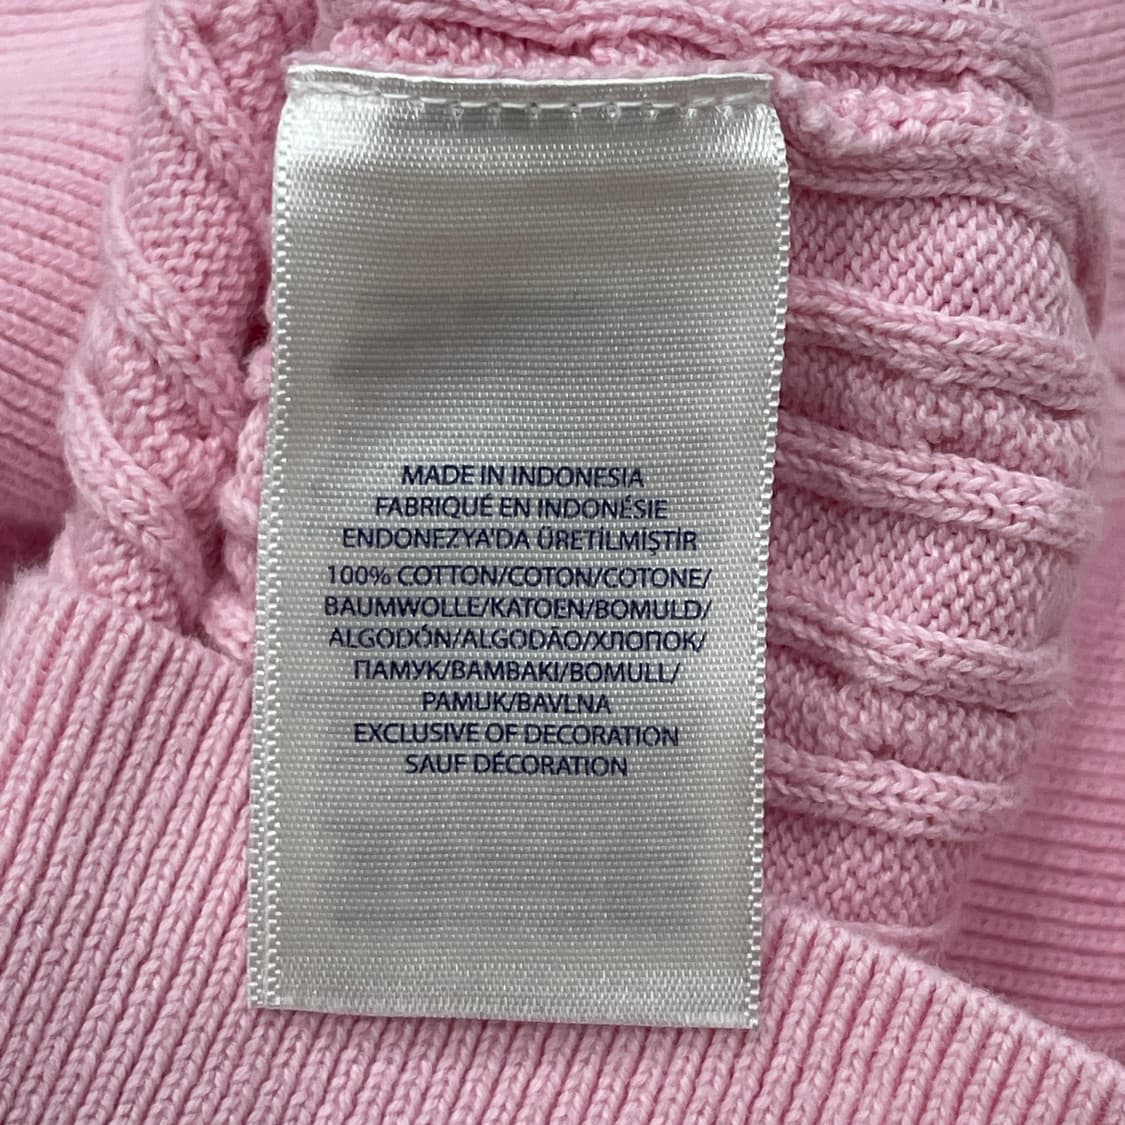 MADE IN INDONESIA
FABRIQUÉ EN INDONÉSIE
ENDONEZYA'DA ÜRETİLMİŞTİR
100% COTTON/COTON/COTONE/
BAUMWOLLE/KATOEN/BOMULD/
ALGODÓN/ALGODÃO/ХЛОПОК/
ПАМУК/BAMBAKI/BOMULL/
PAMUK/BAVLNA
EXCLUSIVE OF DECORATION
SAUF DÉCORATION